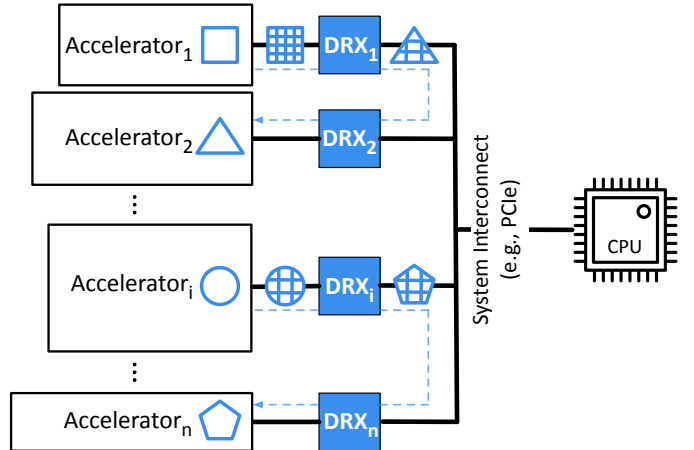 Accelerator1 DRX1
Accelerator2 DRX2
...
Acceleratori DRXi
...
Acceleratorn DRXn
System Interconnect
(e.g., PCIe)
CPU